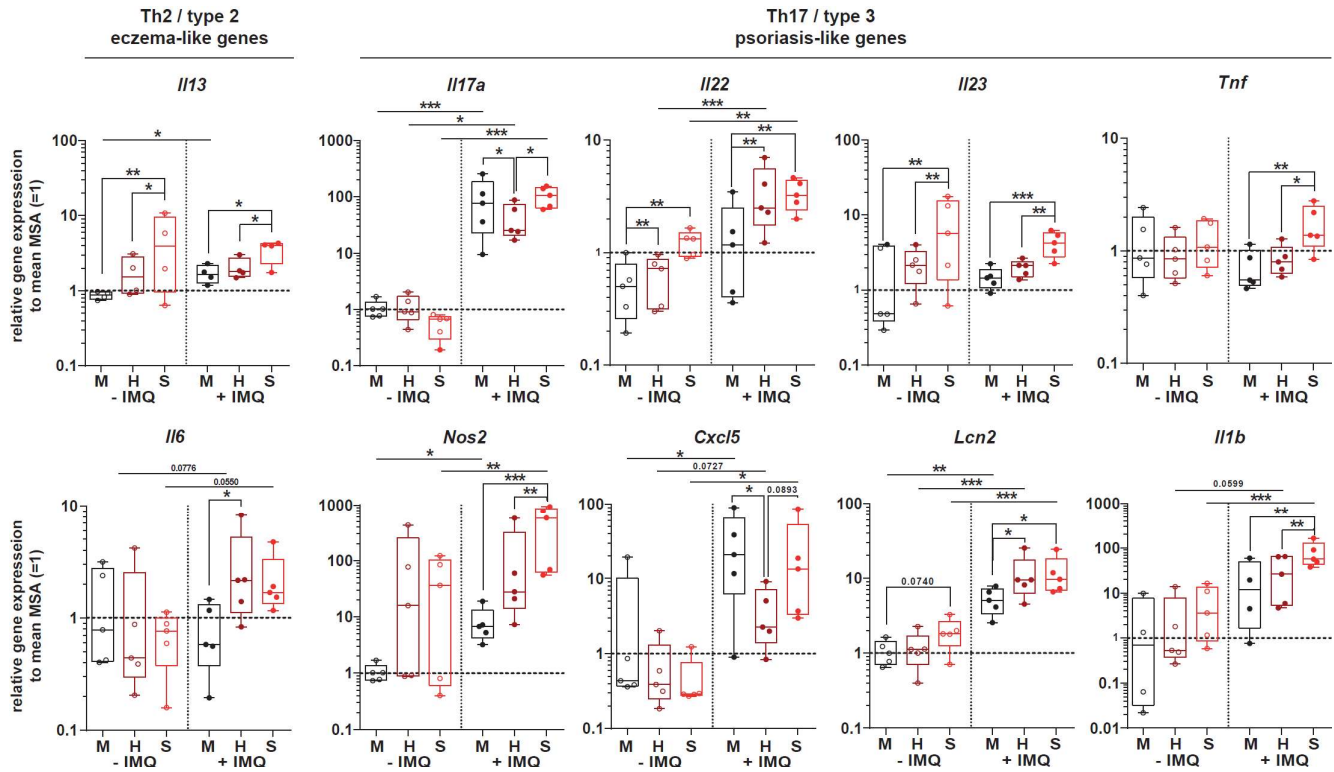 Th2 / type 2
eczema-like genes
Th17 / type 3
psoriasis-like genes
relative gene expresseion
to mean MSA (=1)
Il13
*
**
*
*
*
100
10
1
0.1
M H S M H S
- IMQ + IMQ
Il17a
***
*
***
*
*
1000
100
10
1
0.1
M H S M H S
- IMQ + IMQ
Il22
***
**
**
**
**
**
10
1
0.1
M H S M H S
- IMQ + IMQ
Il23
**
**
***
**
100
10
1
0.1
M H S M H S
- IMQ + IMQ
Tnf
**
*
10
1
0.1
M H S M H S
- IMQ + IMQ
relative gene expresseion
to mean MSA (=1)
Il6
0.0776
0.0550
*
10
1
0.1
M H S M H S
- IMQ + IMQ
Nos2
*
**
***
**
1000
100
10
1
0.1
M H S M H S
- IMQ + IMQ
Cxcl5
*
0.0727
*
*
0.0893
100
10
1
0.1
M H S M H S
- IMQ + IMQ
Lcn2
**
***
***
*
*
0.0740
100
10
1
0.1
M H S M H S
- IMQ + IMQ
Il1b
0.0599
***
**
**
1000
100
10
1
0.1
0.01
M H S M H S
- IMQ + IMQ